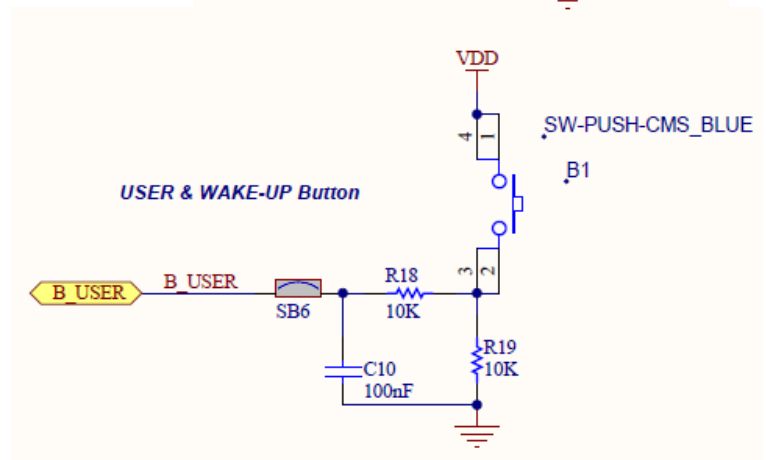 VDD
4
1
SW-PUSH-CMS_BLUE
B1
USER & WAKE-UP Button
3
2
B_USER
B_USER
SB6
R18
10K
R19
10K
C10
100nF